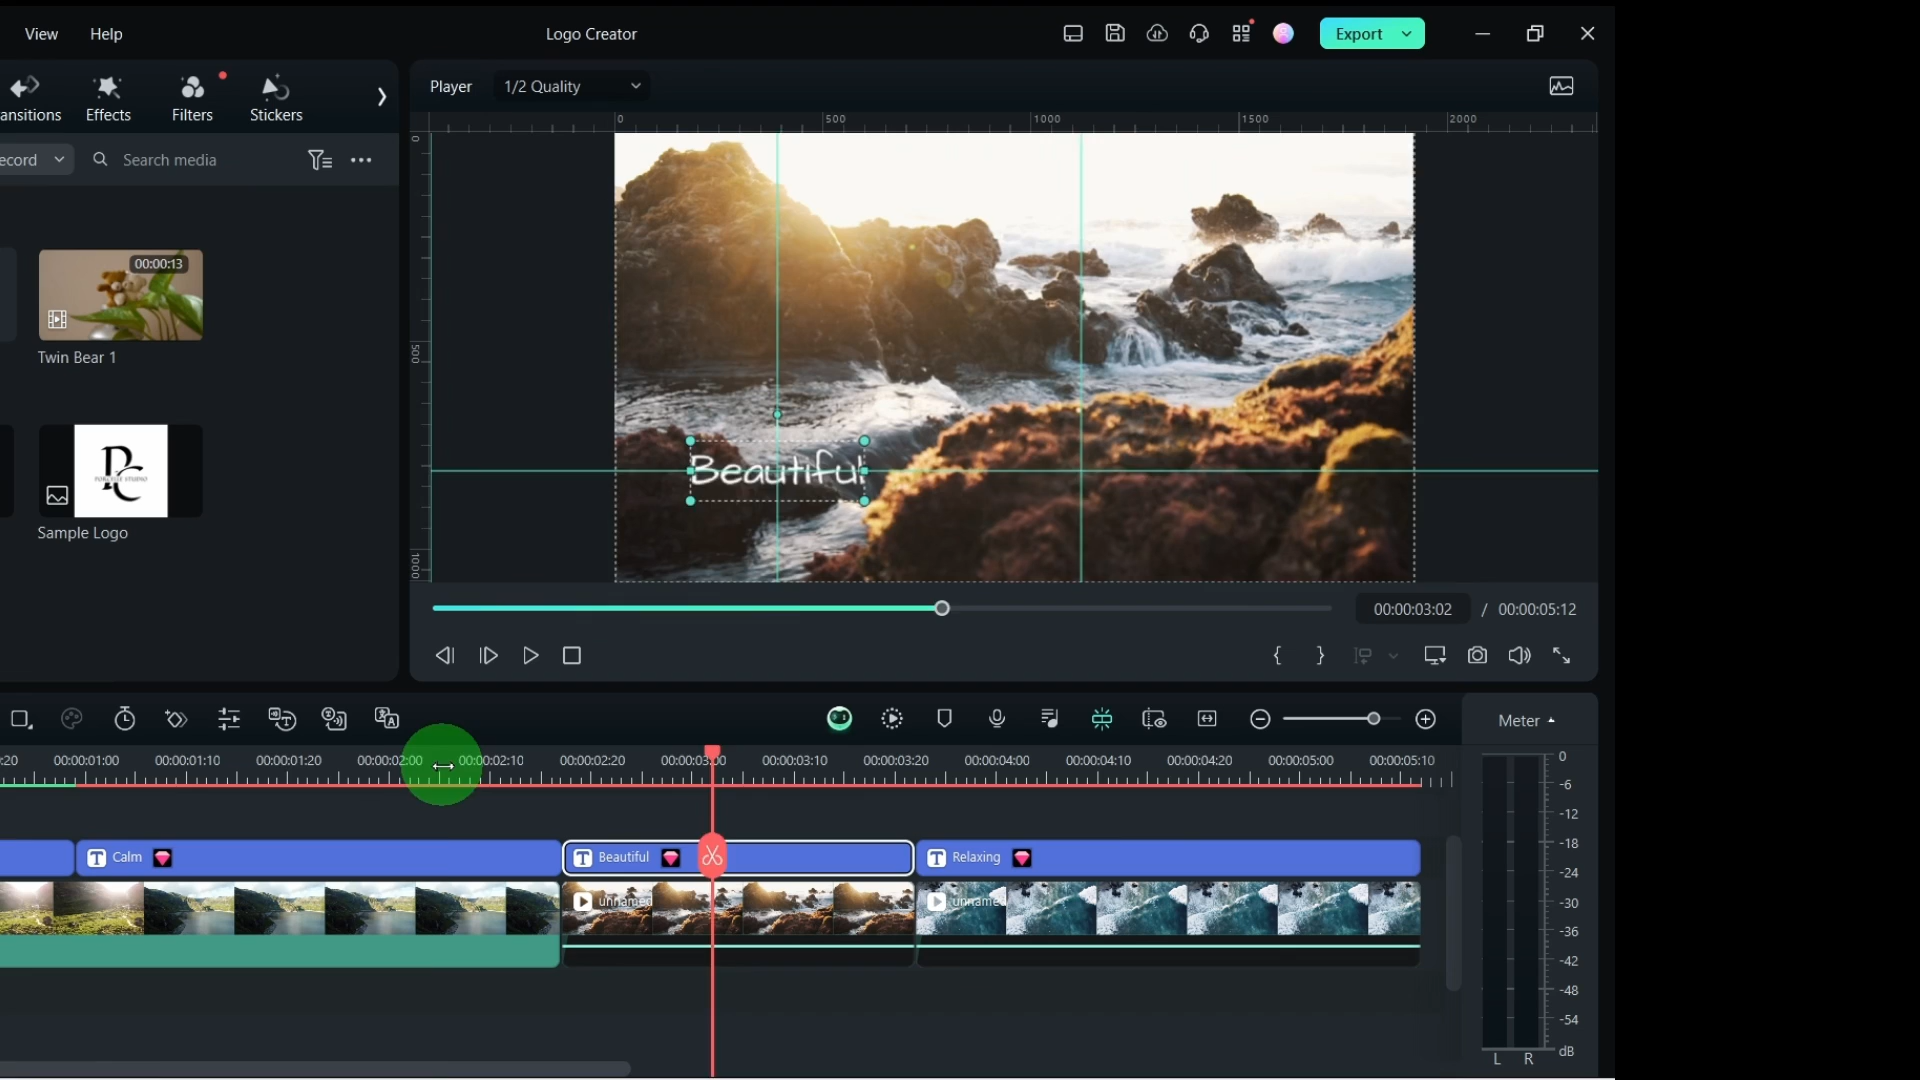 View Help Logo Creator Export
ansitions Effects Filters Stickers
Player 1/2 Quality
ecord Search media
0 500 1000 1500 2000
0
500
1000
00:00:13
Twin Bear 1
Sample Logo
Beautiful
00:00:03:02 / 00:00:05:12
Meter
:20 00:00:01:00 00:00:01:10 00:00:01:20 00:00:02:00 00:00:02:10 00:00:02:20 00:00:03:00 00:00:03:10 00:00:03:20 00:00:04:00 00:00:04:10 00:00:04:20 00:00:05:00 00:00:05:10
T Calm T Beautiful T Relaxing
unnamed unnamed
0
-6
-12
-18
-24
-30
-36
-42
-48
-54
dB
L R